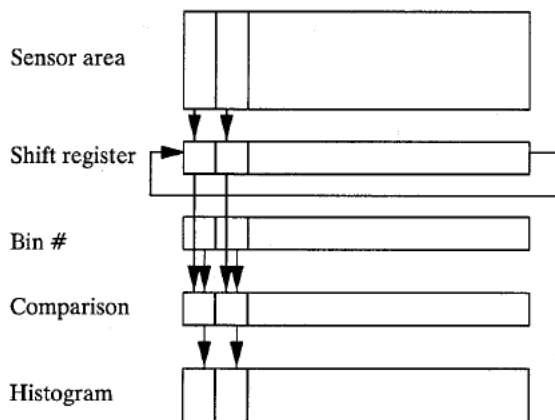 Sensor area
Shift register
Bin #
Comparison
Histogram